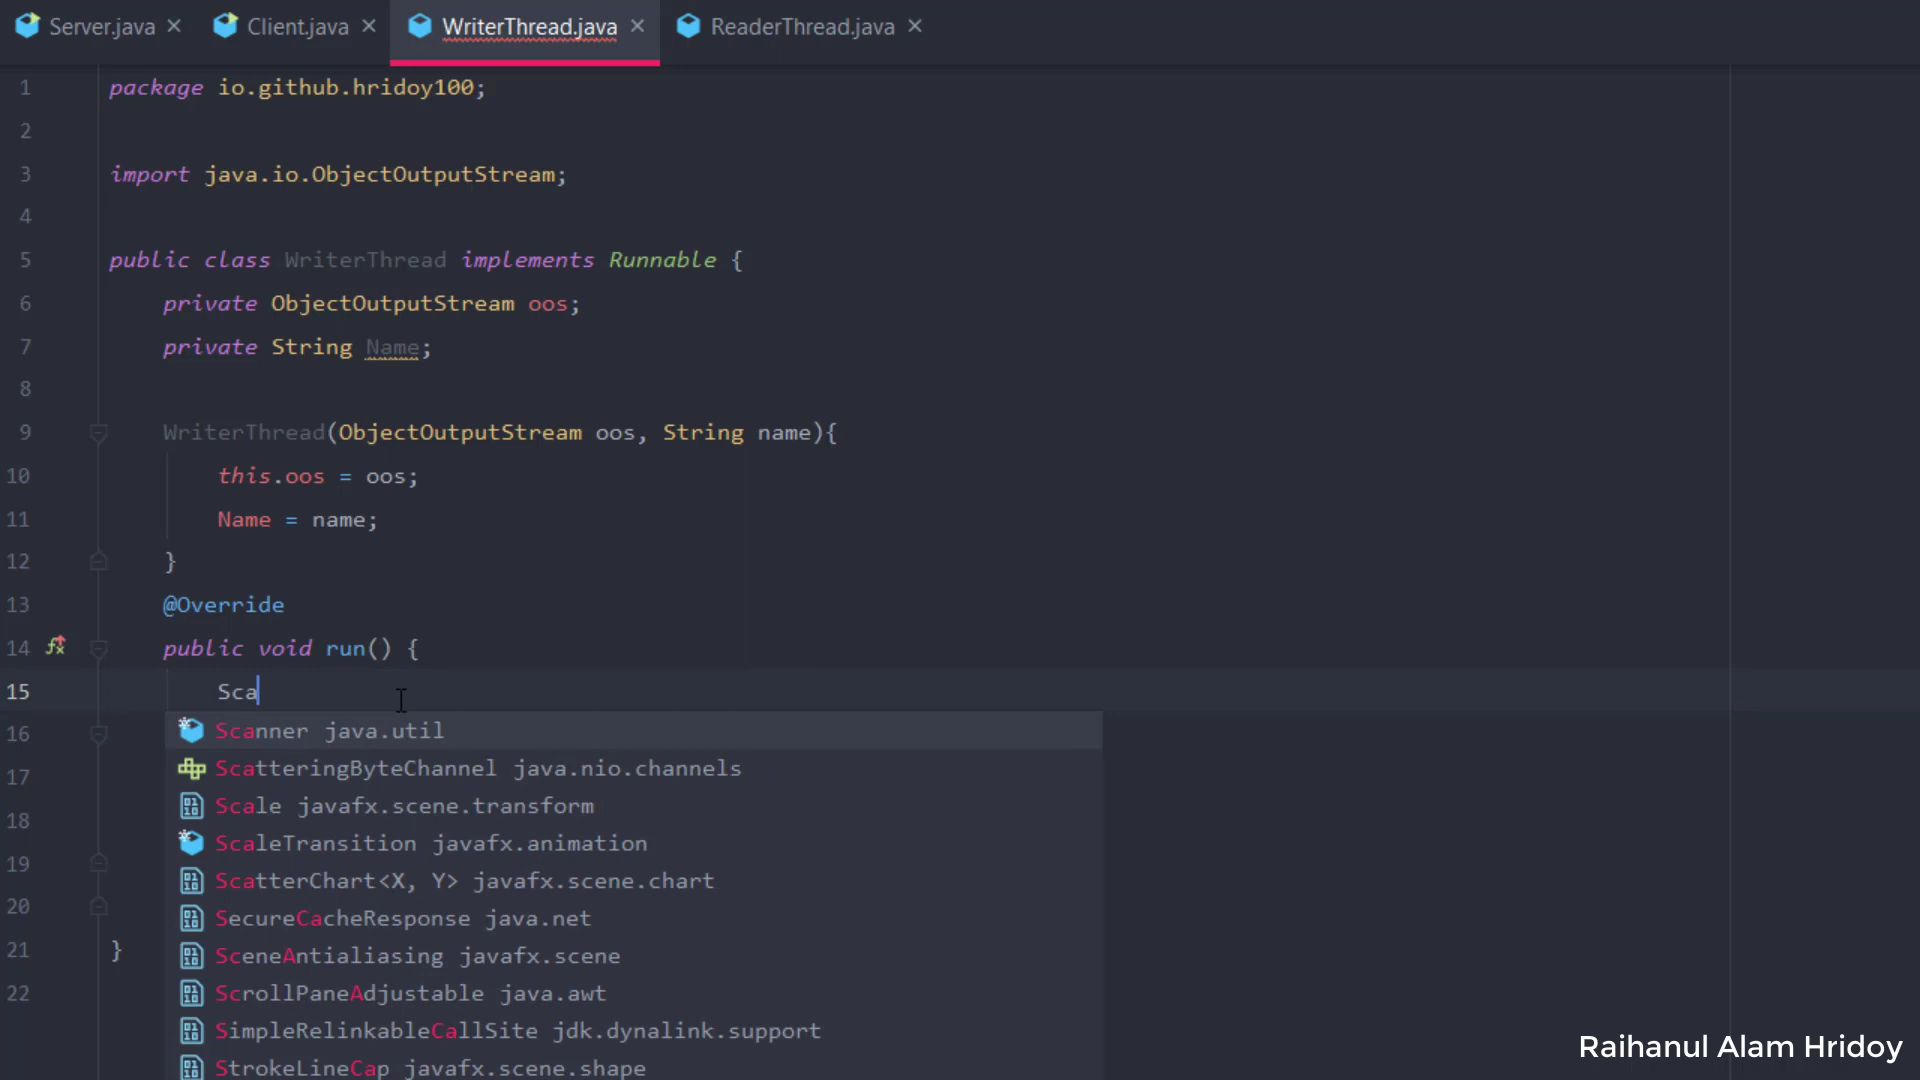 Server.java Client.java WriterThread.java ReaderThread.java
1 package io.github.hridoy100;
2
3 import java.io.ObjectOutputStream;
4
5 public class WriterThread implements Runnable {
6 private ObjectOutputStream oos;
7 private String Name;
8
9 WriterThread(ObjectOutputStream oos, String name){
10 this.oos = oos;
11 Name = name;
12 }
13 @Override
14 public void run() {
15 Sca
16 Scanner java.util
ScatteringByteChannel java.nio.channels
17
Scale javafx.scene.transform
18
ScaleTransition javafx.animation
19
ScatterChart<X, Y> javafx.scene.chart
20
SecureCacheResponse java.net
21 }
SceneAntialiasing javafx.scene
22
ScrollPaneAdjustable java.awt
SimpleRelinkableCallSite jdk.dynalink.support
StrokeLineCap javafx.scene.shape
Raihanul Alam Hridoy